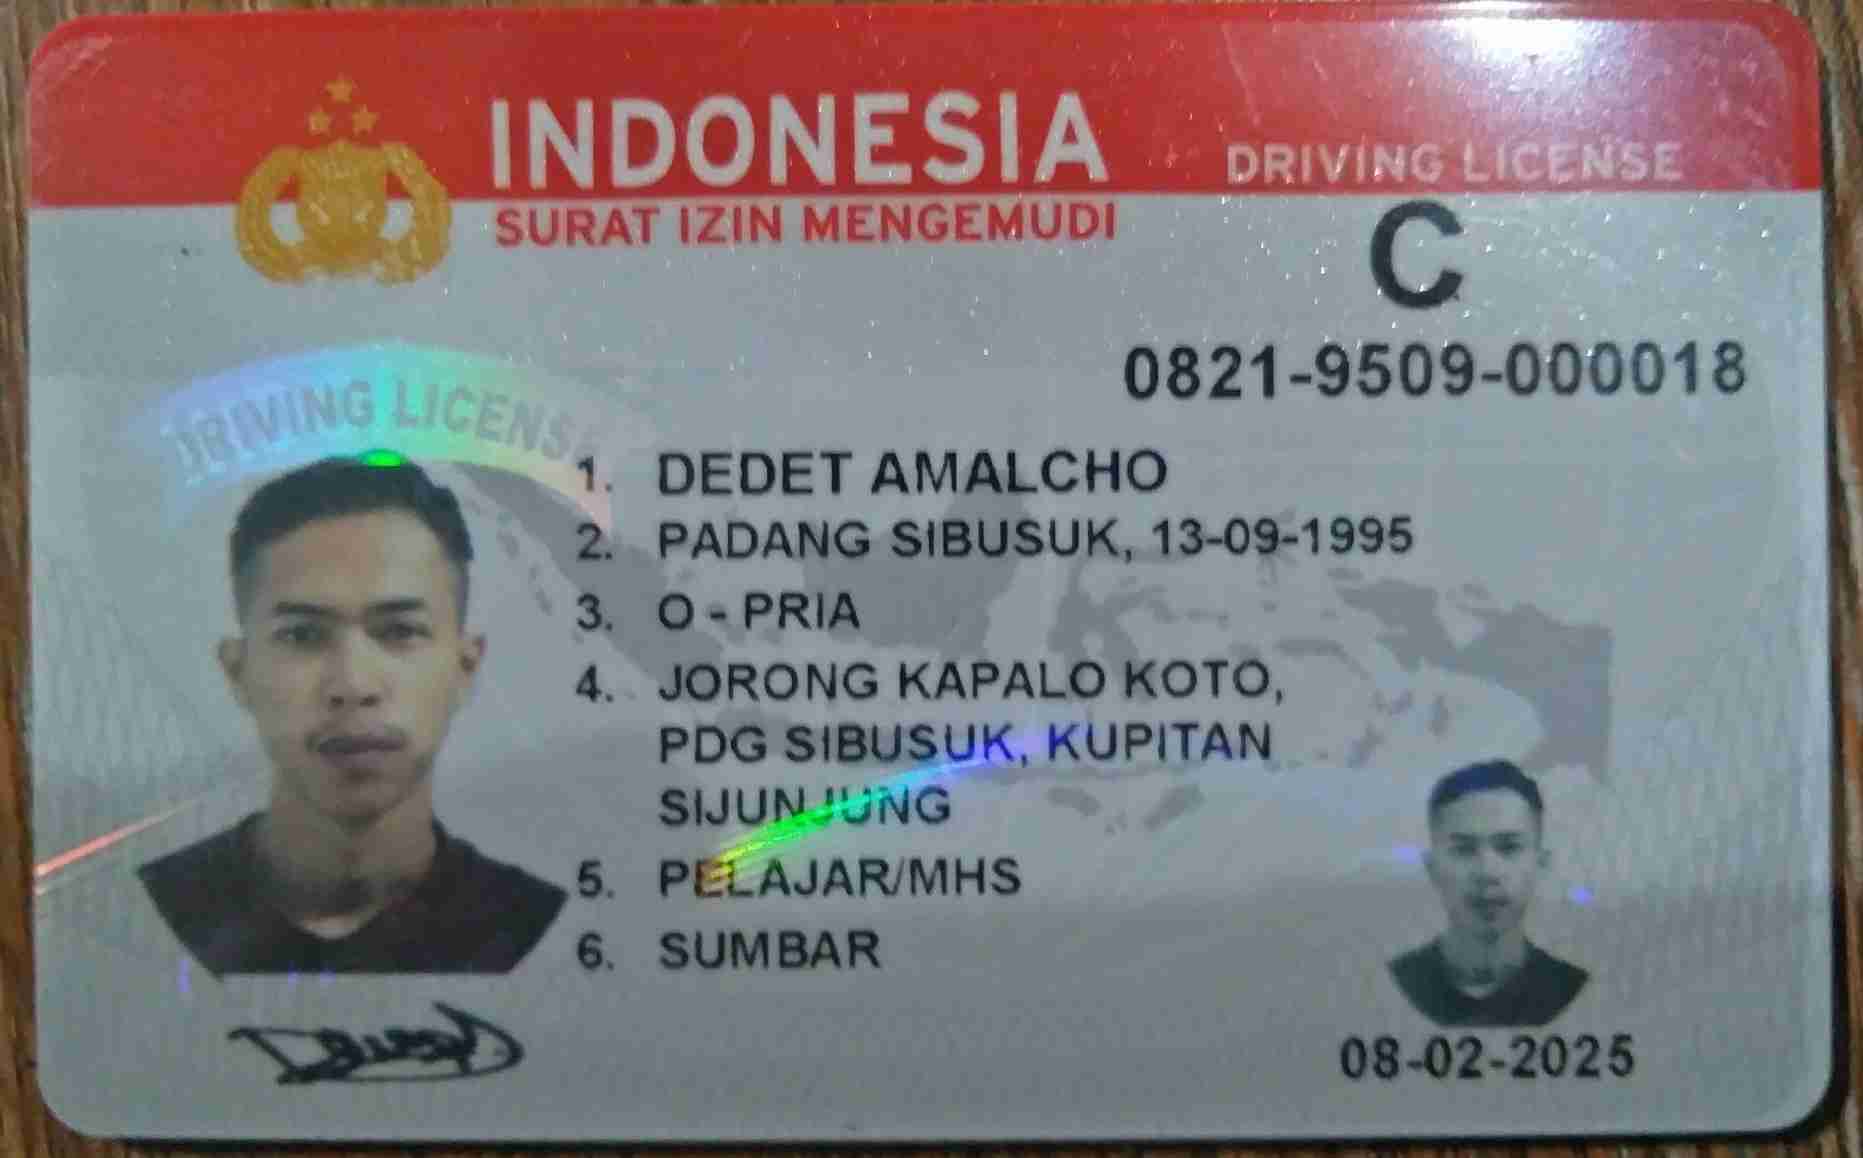 INDONESIA
DRIVING LICENSE
SURAT IZIN MENGEMUDI
C
0821-9509-000018
DRIVING LICENSE
1. DEDET AMALCHO
2. PADANG SIBUSUK, 13-09-1995
3. O - PRIA
4. JORONG KAPALO KOTO,
PDG SIBUSUK, KUPITAN
SIJUNJUNG
5. PELAJAR/MHS
6. SUMBAR
08-02-2025